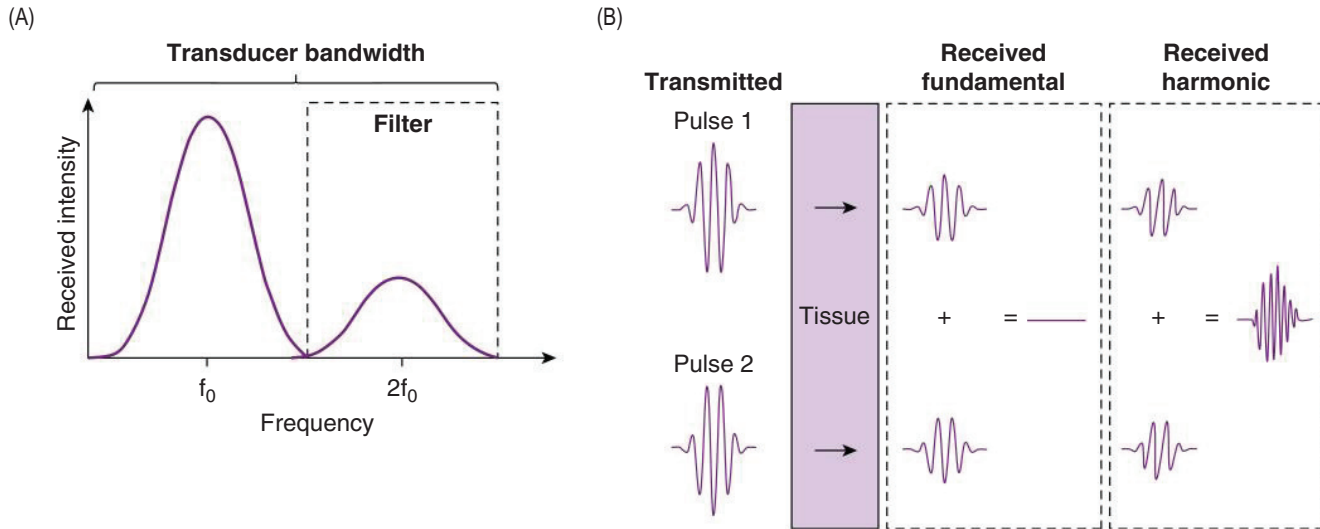 (A)
Transducer bandwidth
Filter
Received intensity
f₀
2f₀
Frequency
(B)
Transmitted
Received
fundamental
Received
harmonic
Pulse 1
Tissue
+
=
+
=
Pulse 2